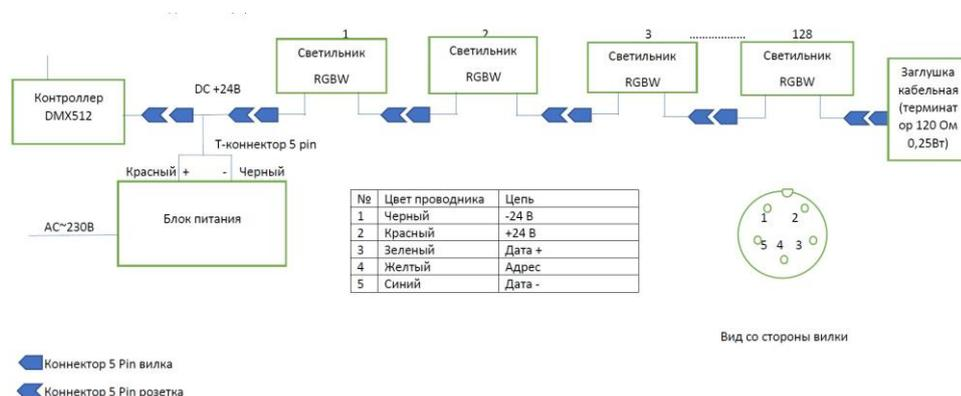 1
2
3
...................
128
Светильник
RGBW
Светильник
RGBW
Светильник
RGBW
Светильник
RGBW
Контроллер
DMX512
DC +24В
Заглушка
кабельная
(терминат
ор 120 Ом
0,25Вт)
Т-коннектор 5 pin
Красный +
- Черный
Блок питания
AC~230В
№ Цвет проводника Цепь
1 Черный -24 В
2 Красный +24 В
3 Зеленый Дата +
4 Желтый Адрес
5 Синий Дата -
1 2
5 4 3
Вид со стороны вилки
Коннектор 5 Pin вилка
Коннектор 5 Pin розетка